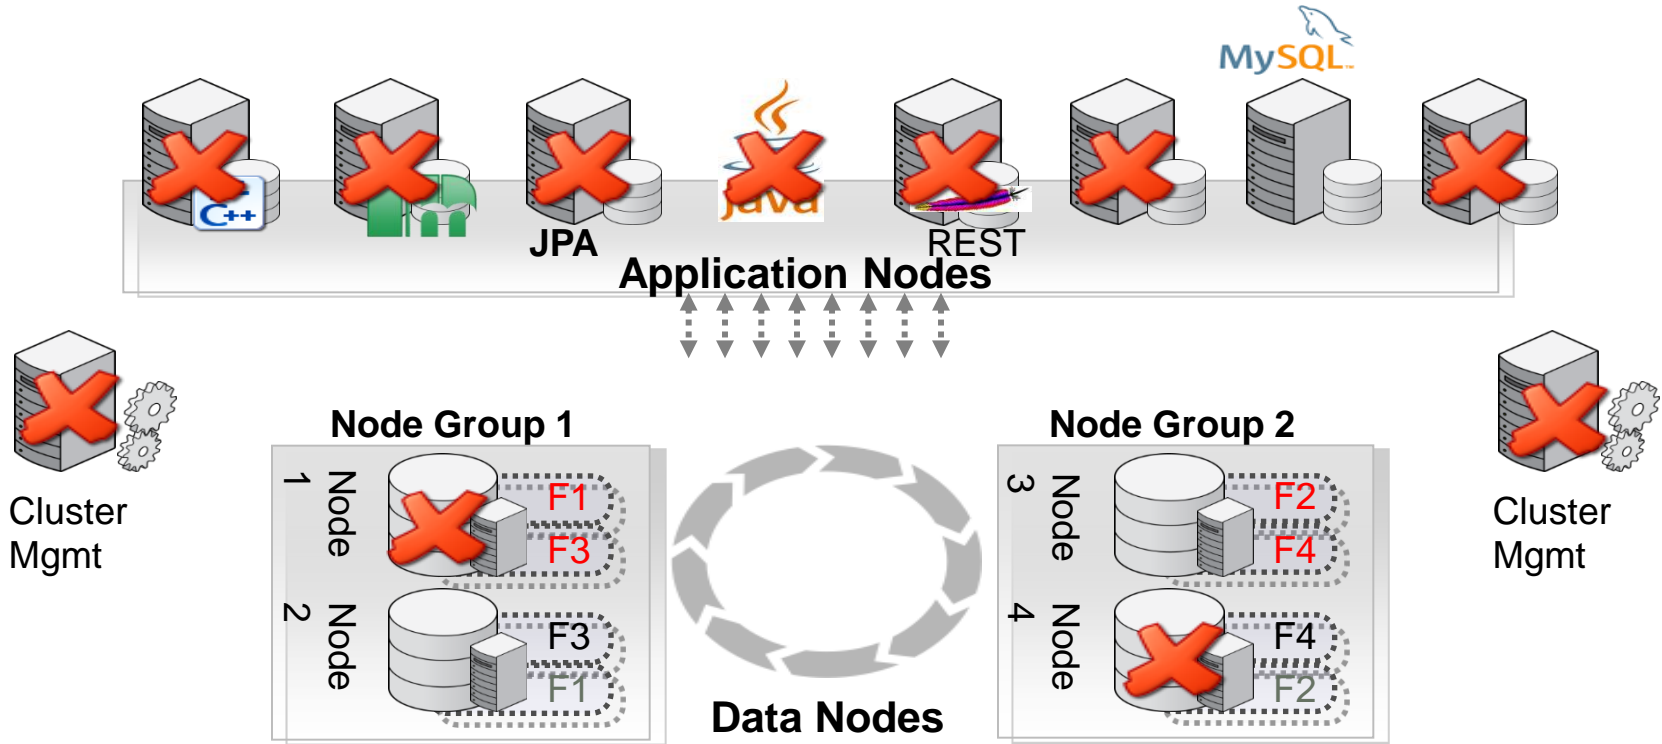 MySQL™
C++
Java
JPA
REST
Application Nodes
Cluster
Mgmt
Node Group 1
Node 1
F1
F3
Node 2
F3
F1
Data Nodes
Node Group 2
Node 3
F2
F4
Node 4
F4
F2
Cluster
Mgmt